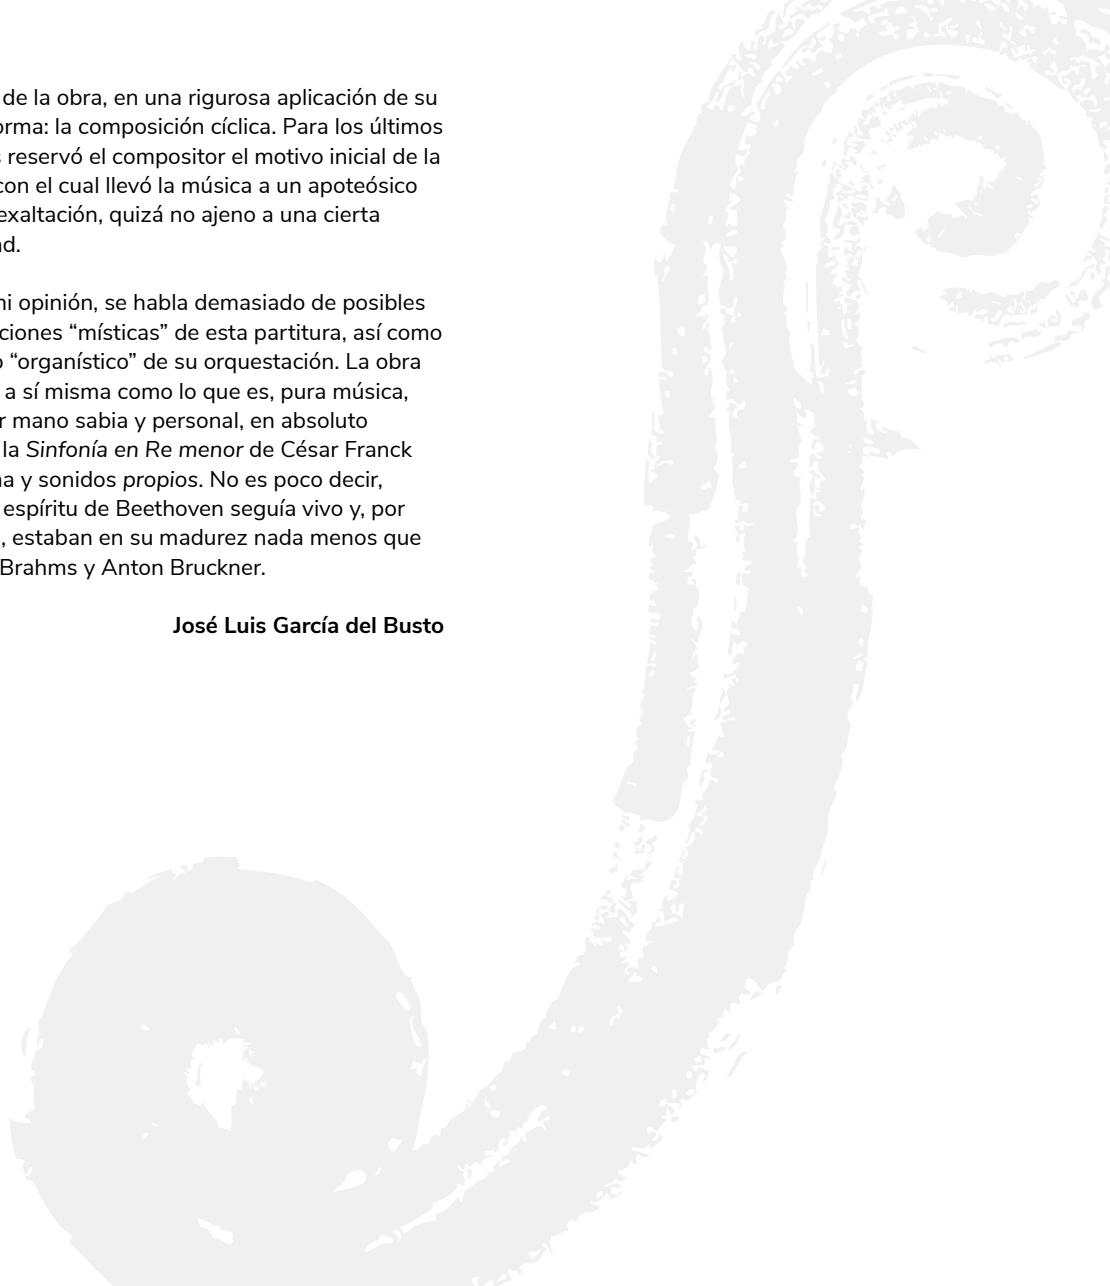 de la obra, en una rigurosa aplicación de su
orma: la composición cíclica. Para los últimos
reservó el compositor el motivo inicial de la
con el cual llevó la música a un apoteósico
exaltación, quizá no ajeno a una cierta
ad.
mi opinión, se habla demasiado de posibles
ciones “místicas” de esta partitura, así como
o “organístico” de su orquestación. La obra
a sí misma como lo que es, pura música,
r mano sabia y personal, en absoluto
la Sinfonía en Re menor de César Franck
na y sonidos propios. No es poco decir,
espíritu de Beethoven seguía vivo y, por
, estaban en su madurez nada menos que
Brahms y Anton Bruckner.
José Luis García del Busto